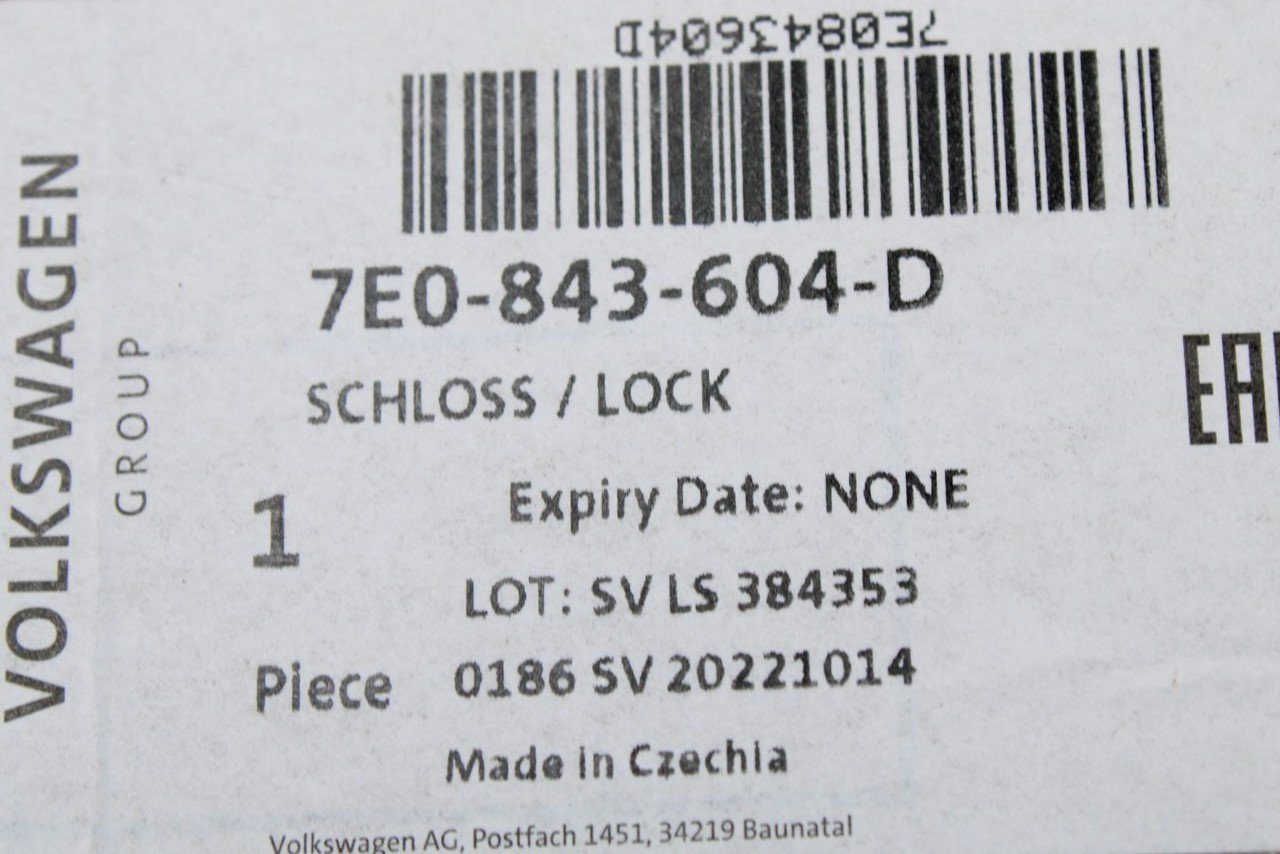 VOLKSWAGEN
GROUP
7E0843604D
7E0-843-604-D
SCHLOSS / LOCK
EAC
1
Expiry Date: NONE
LOT: SV LS 384353
Piece 0186 SV 20221014
Made in Czechia
Volkswagen AG, Postfach 1451, 34219 Baunatal